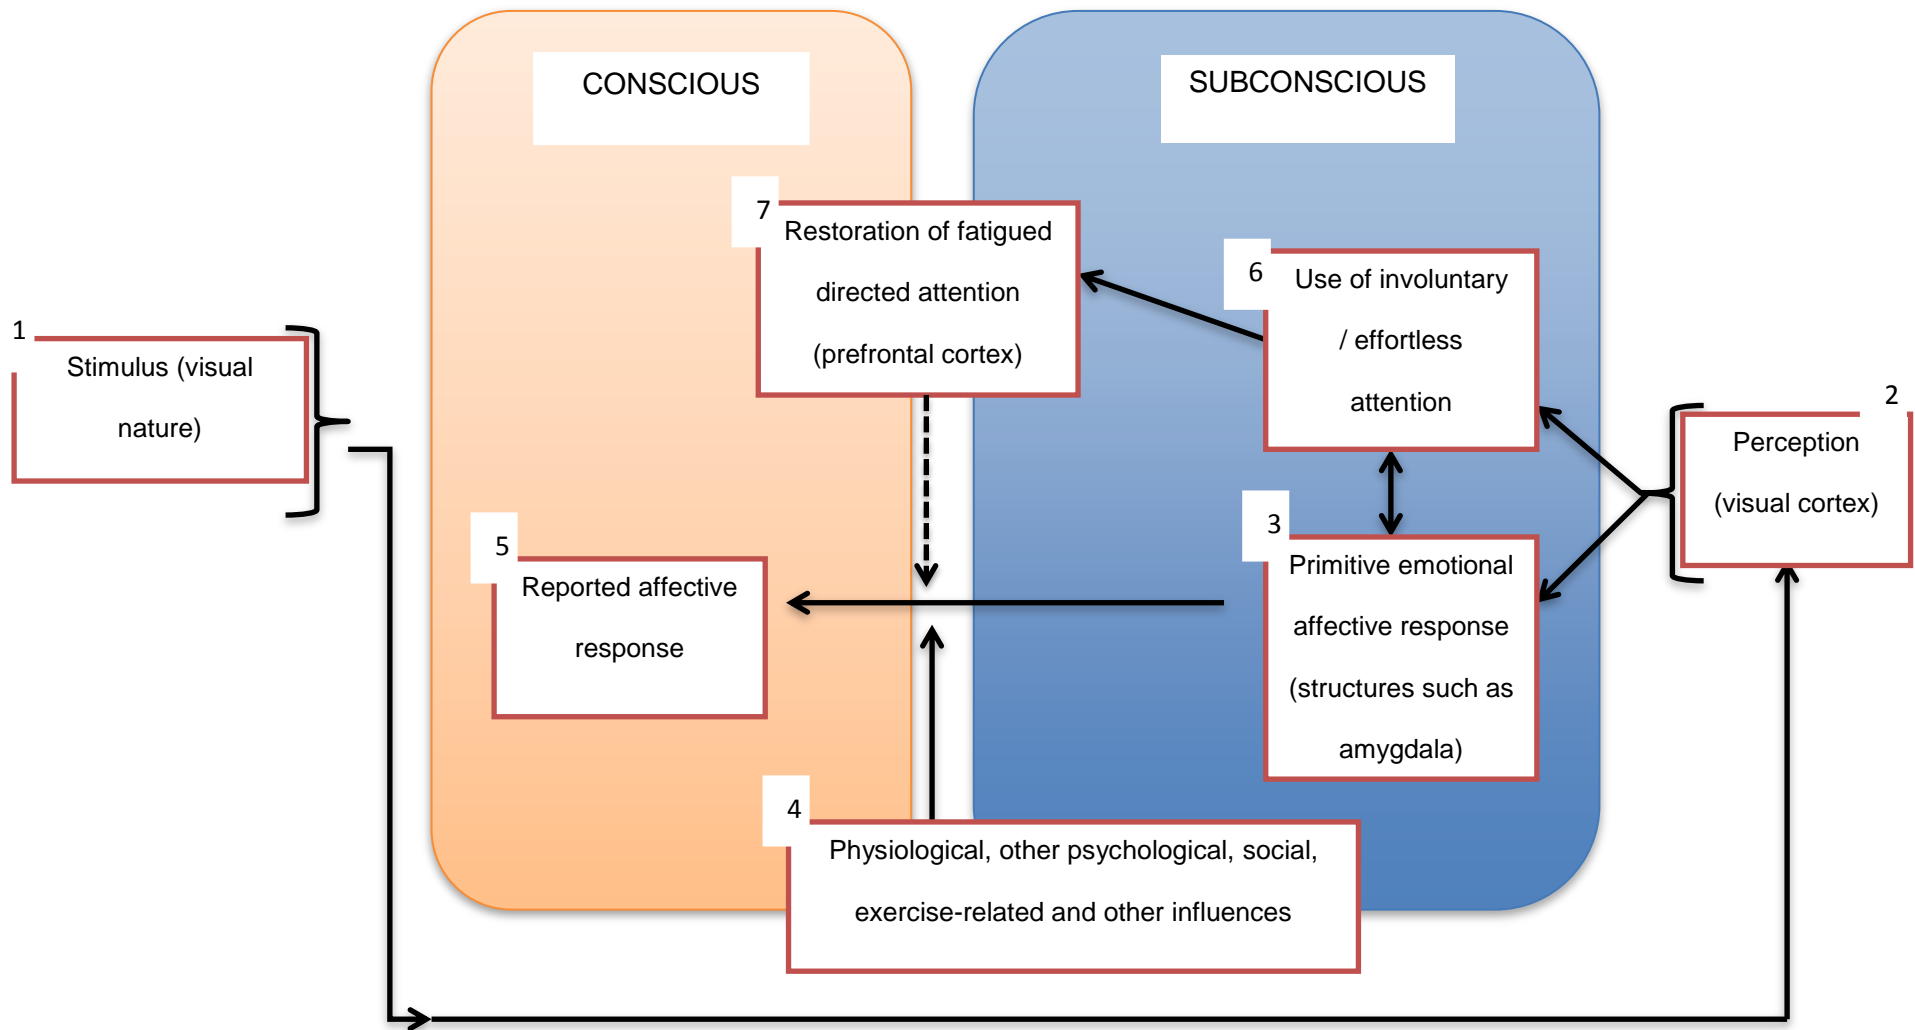 CONSCIOUS
SUBCONSCIOUS
1
Stimulus (visual
nature)
7
Restoration of fatigued
directed attention
(prefrontal cortex)
6
Use of involuntary
/ effortless
attention
2
Perception
(visual cortex)
5
Reported affective
response
3
Primitive emotional
affective response
(structures such as
amygdala)
4
Physiological, other psychological, social,
exercise-related and other influences